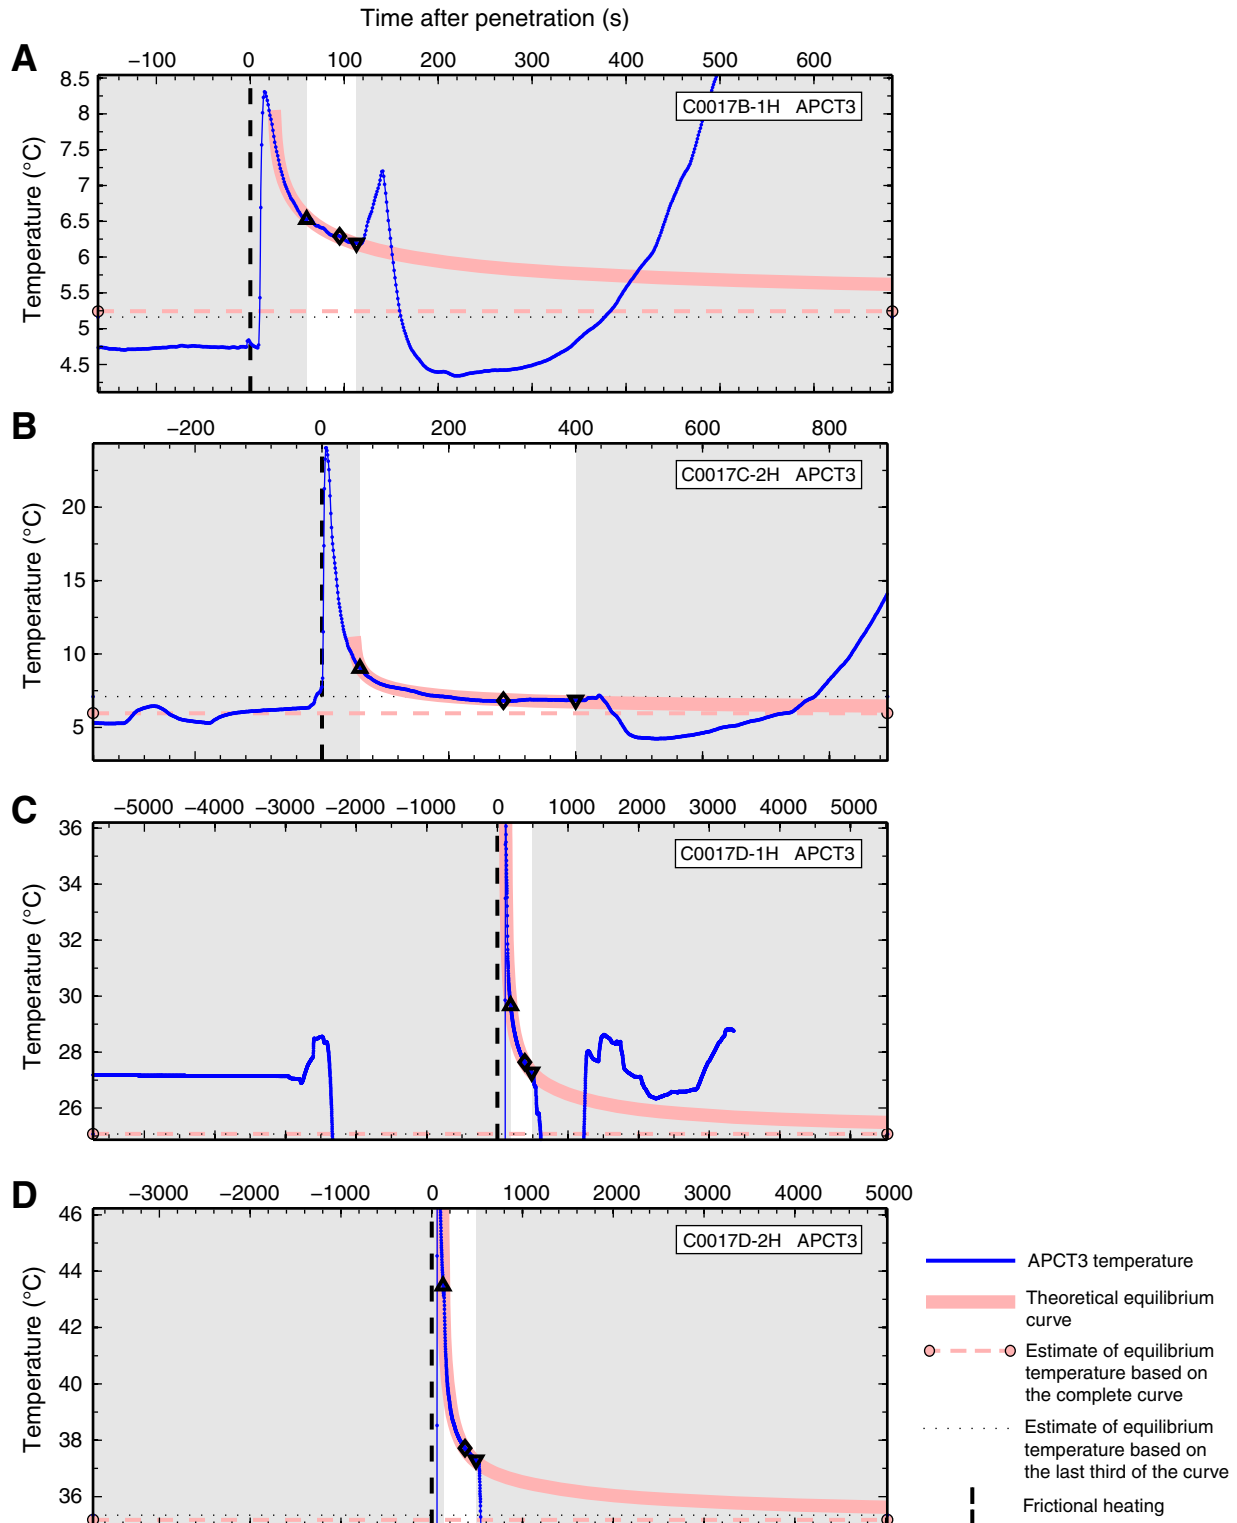 Time after penetration (s)
A
−100 0 100 200 300 400 500 600
8.5
8
7.5
7
6.5
6
5.5
5
4.5
Temperature (°C)
C0017B-1H APCT3
B
−200 0 200 400 600 800
20
15
10
5
Temperature (°C)
C0017C-2H APCT3
C
−5000 −4000 −3000 −2000 −1000 0 1000 2000 3000 4000 5000
36
34
32
30
28
26
Temperature (°C)
C0017D-1H APCT3
D
−3000 −2000 −1000 0 1000 2000 3000 4000 5000
46
44
42
40
38
36
Temperature (°C)
C0017D-2H APCT3
APCT3 temperature
Theoretical equilibrium
curve
Estimate of equilibrium
temperature based on
the complete curve
Estimate of equilibrium
temperature based on
the last third of the curve
Frictional heating